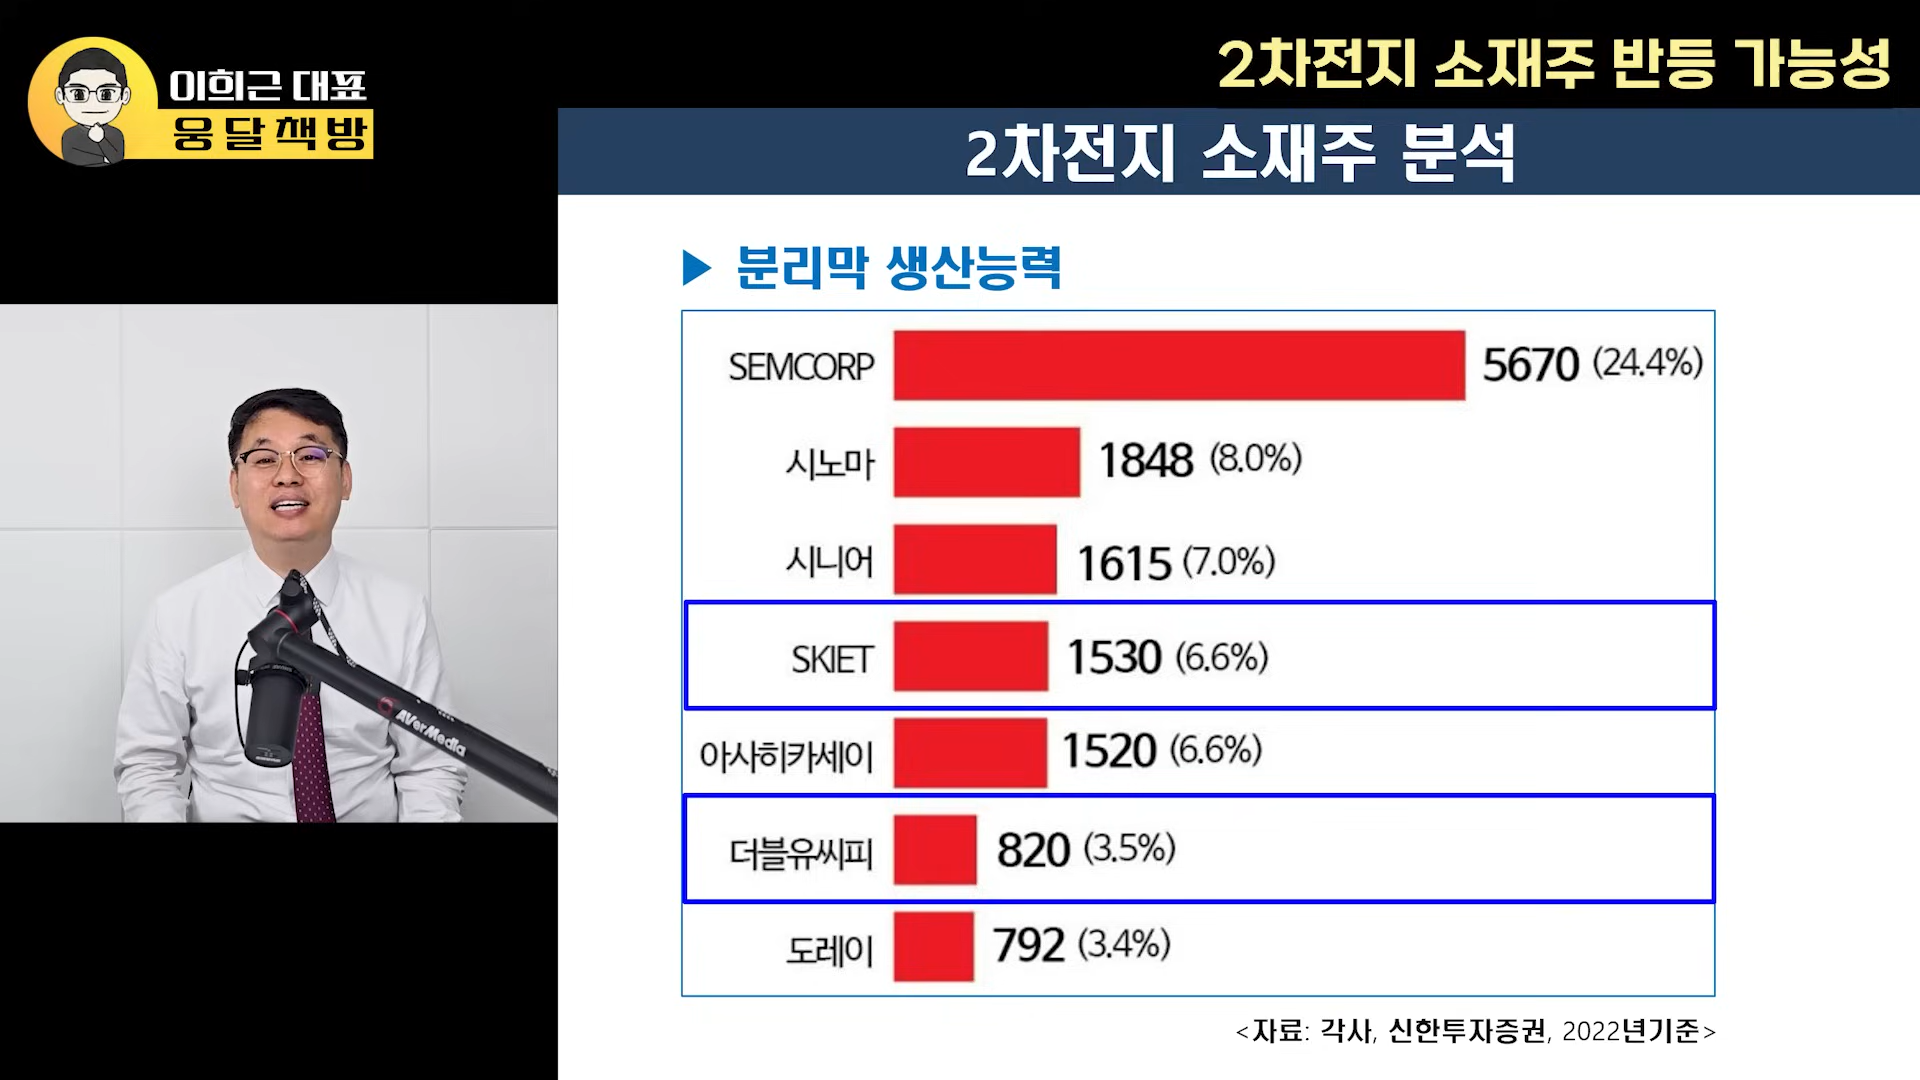 이희근 대표
웅달책방
2차전지 소재주 반등 가능성
2차전지 소재주 분석
▶ 분리막 생산능력
SEMCORP 5670 (24.4%)
시노마 1848 (8.0%)
시니어 1615 (7.0%)
SKIET 1530 (6.6%)
아사히카세이 1520 (6.6%)
더블유씨피 820 (3.5%)
도레이 792 (3.4%)
<자료: 각사, 신한투자증권, 2022년기준>
AVerMedia